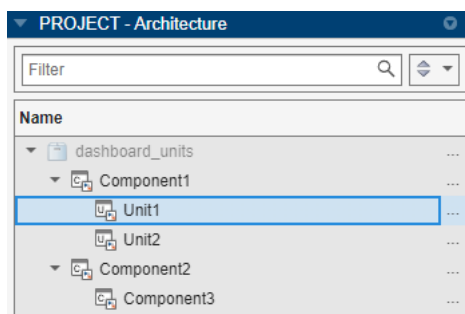 PROJECT - Architecture
Filter
Name
dashboard_units ...
Component1 ...
Unit1 ...
Unit2 ...
Component2 ...
Component3 ...